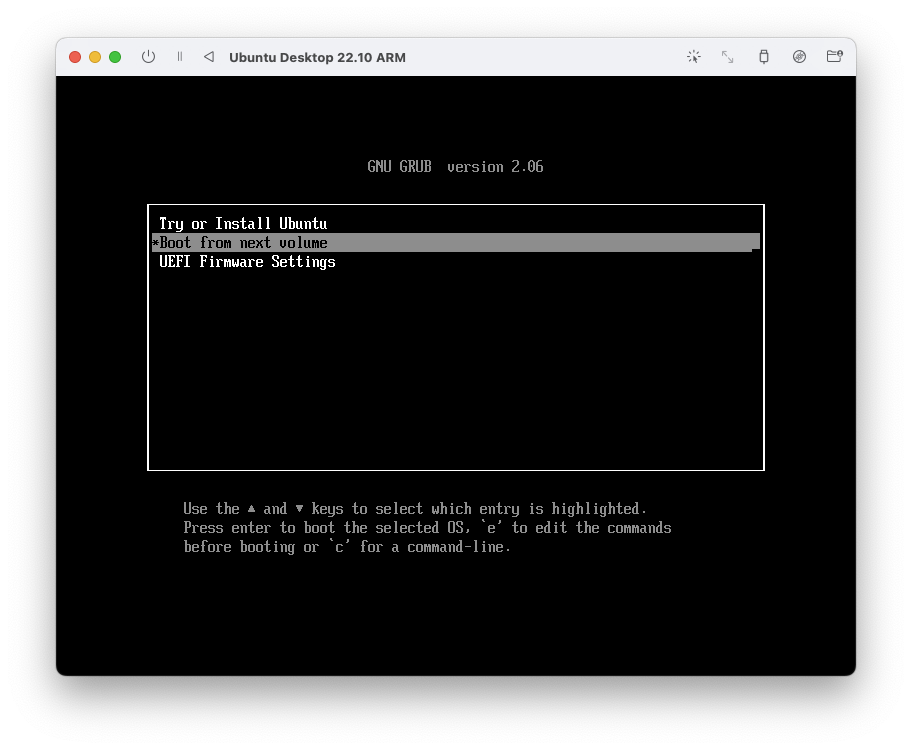 Ubuntu Desktop 22.10 ARM
GNU GRUB  version 2.06
Try or Install Ubuntu
*Boot from next volume
UEFI Firmware Settings
Use the ▲ and ▼ keys to select which entry is highlighted.
Press enter to boot the selected OS, `e' to edit the commands
before booting or `c' for a command-line.